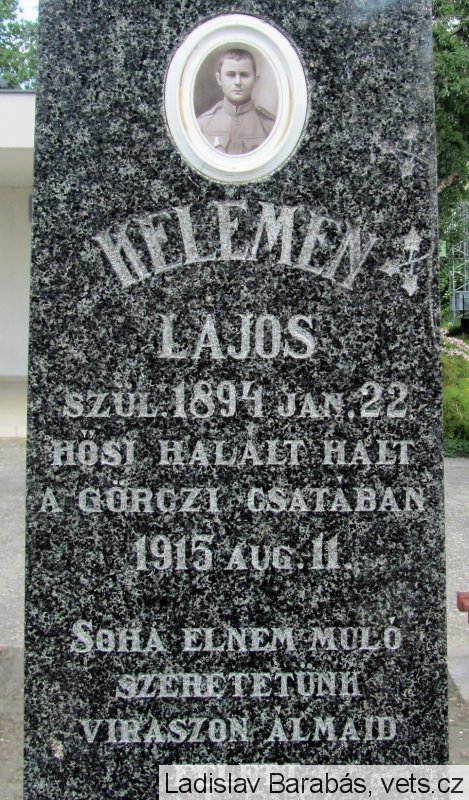 KELEMEN
LAJOS
SZÜL. 1894 JAN. 22
HŐSI HALÁLT HALT
A GÖRCZI CSATÁBAN
1915 AUG. 11.
SOHA ELNEM MULÓ
SZERETETÜNK
VIRASZON ÁLMAID
Ladislav Barabás, vets.cz